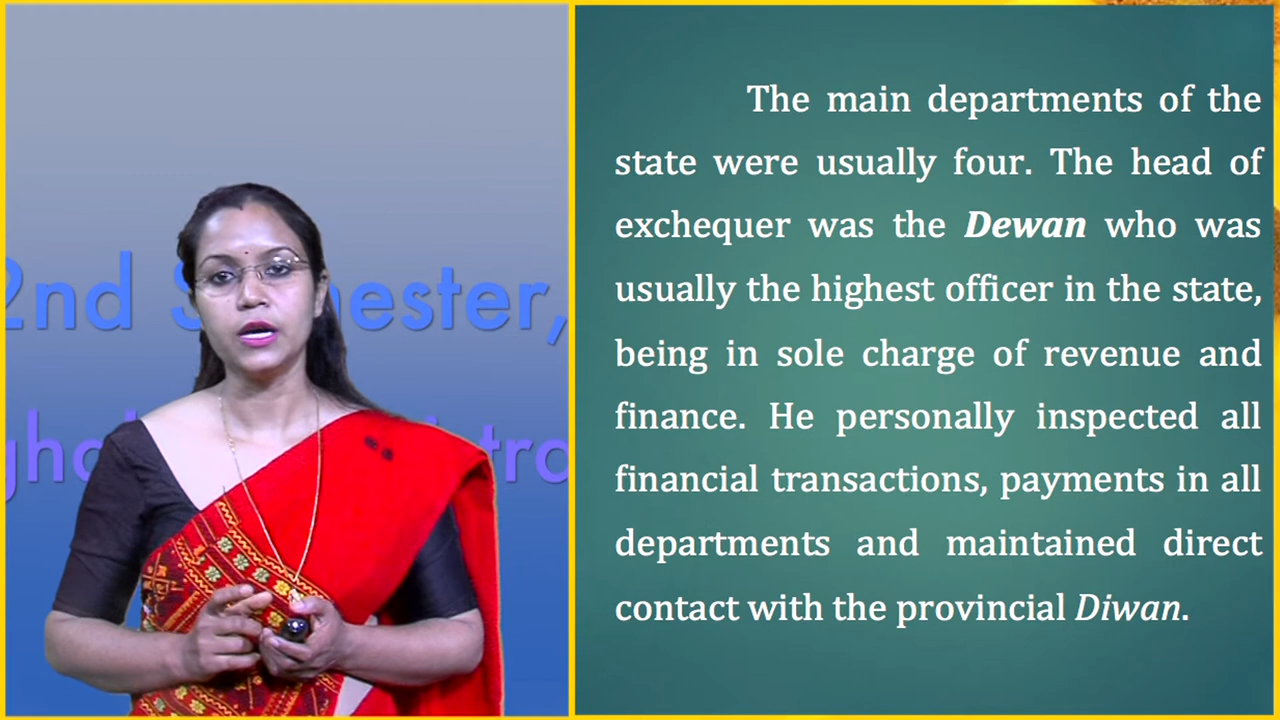 2nd
ester,
The main departments of the
state were usually four. The head of
exchequer was the Dewan who was
usually the highest officer in the state,
being in sole charge of revenue and
finance. He personally inspected all
financial transactions, payments in all
departments and maintained direct
contact with the provincial Diwan.